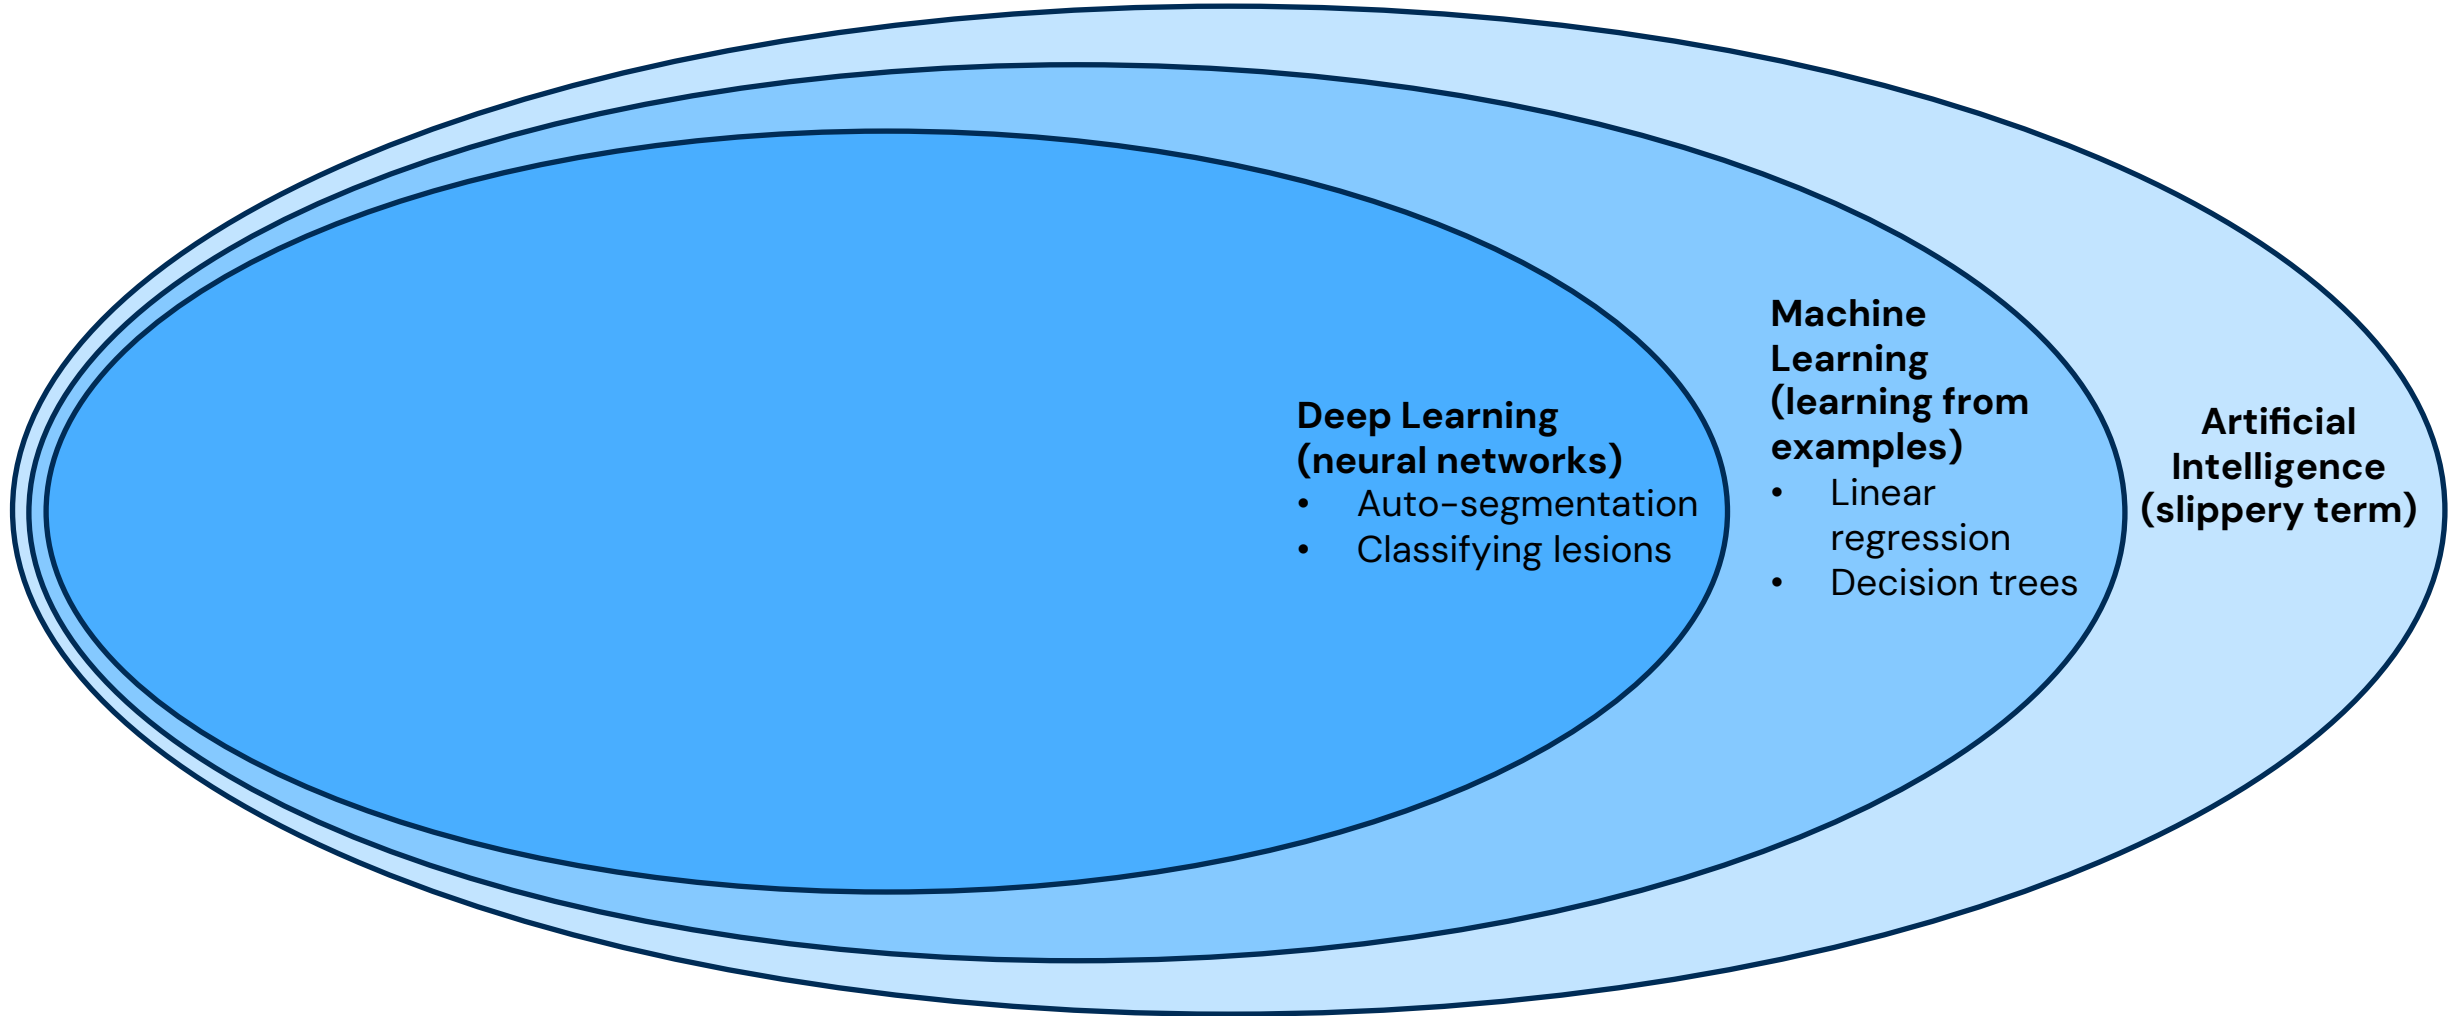 Deep Learning
(neural networks)
• Auto-segmentation
• Classifying lesions
Machine
Learning
(learning from
examples)
• Linear
regression
• Decision trees
Artificial
Intelligence
(slippery term)